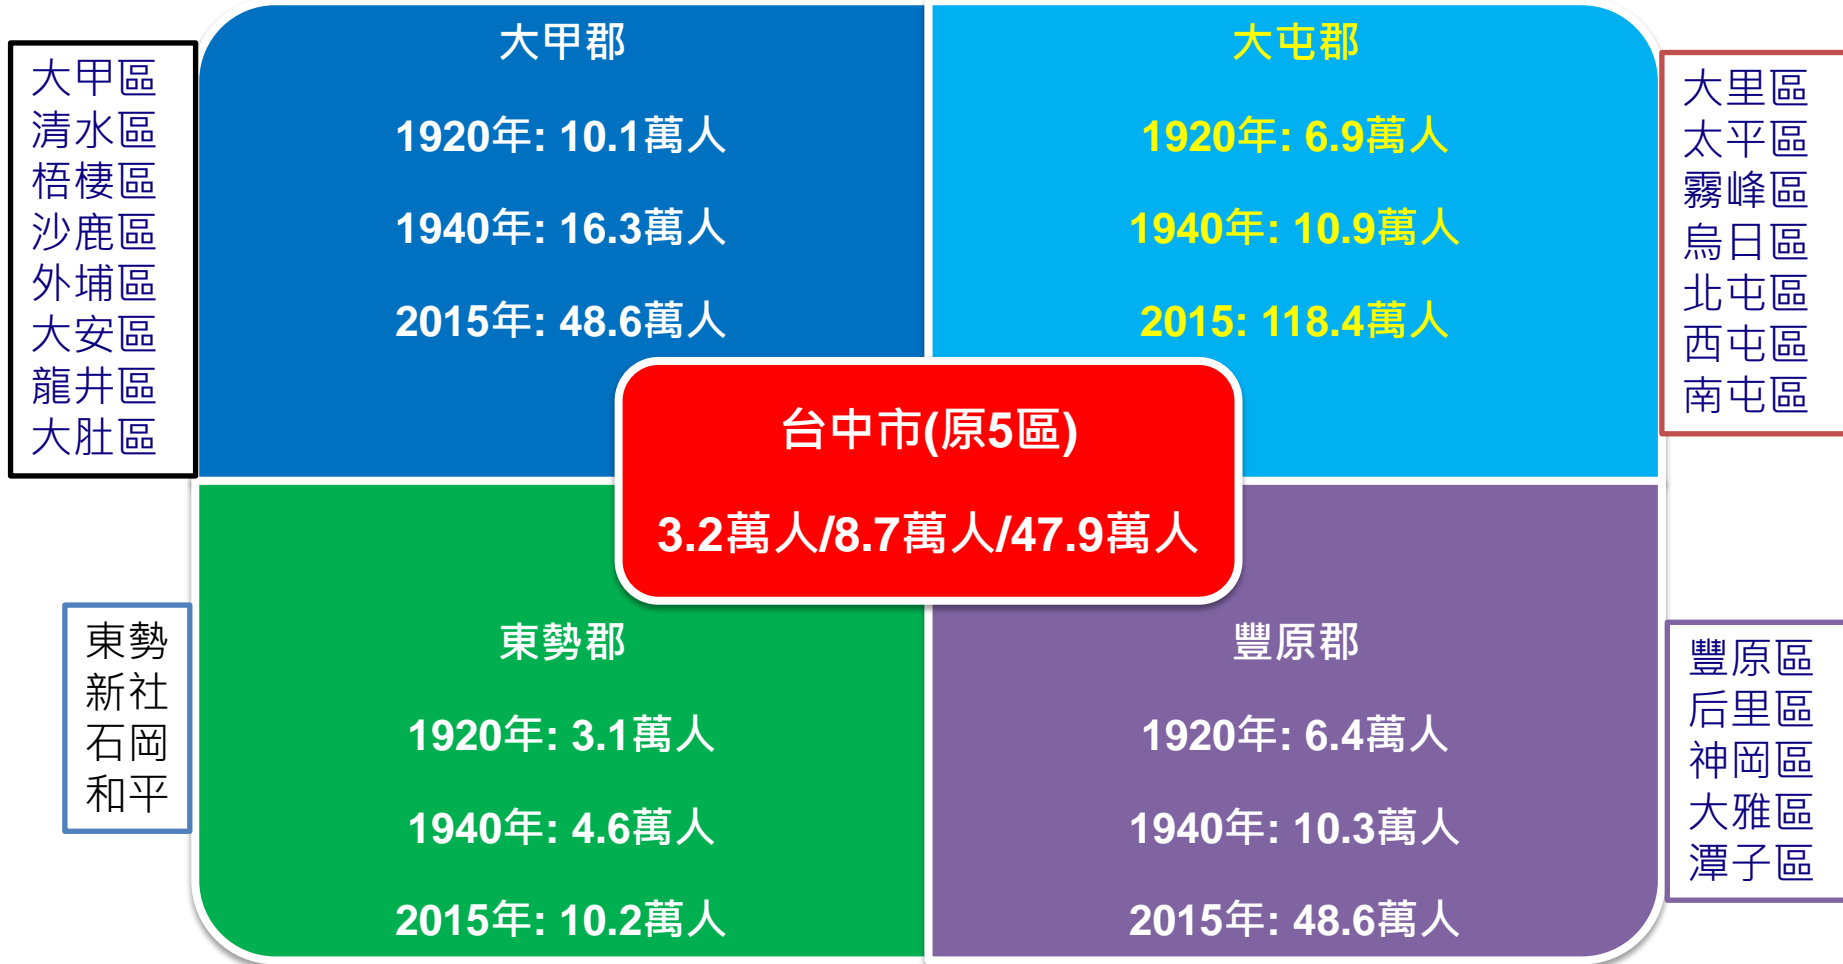 大甲區
清水區
梧棲區
沙鹿區
外埔區
大安區
龍井區
大肚區
大甲郡
1920年: 10.1萬人
1940年: 16.3萬人
2015年: 48.6萬人
大屯郡
1920年: 6.9萬人
1940年: 10.9萬人
2015: 118.4萬人
大里區
太平區
霧峰區
烏日區
北屯區
西屯區
南屯區
台中市(原5區)
3.2萬人/8.7萬人/47.9萬人
東勢
新社
石岡
和平
東勢郡
1920年: 3.1萬人
1940年: 4.6萬人
2015年: 10.2萬人
豐原郡
1920年: 6.4萬人
1940年: 10.3萬人
2015年: 48.6萬人
豐原區
后里區
神岡區
大雅區
潭子區